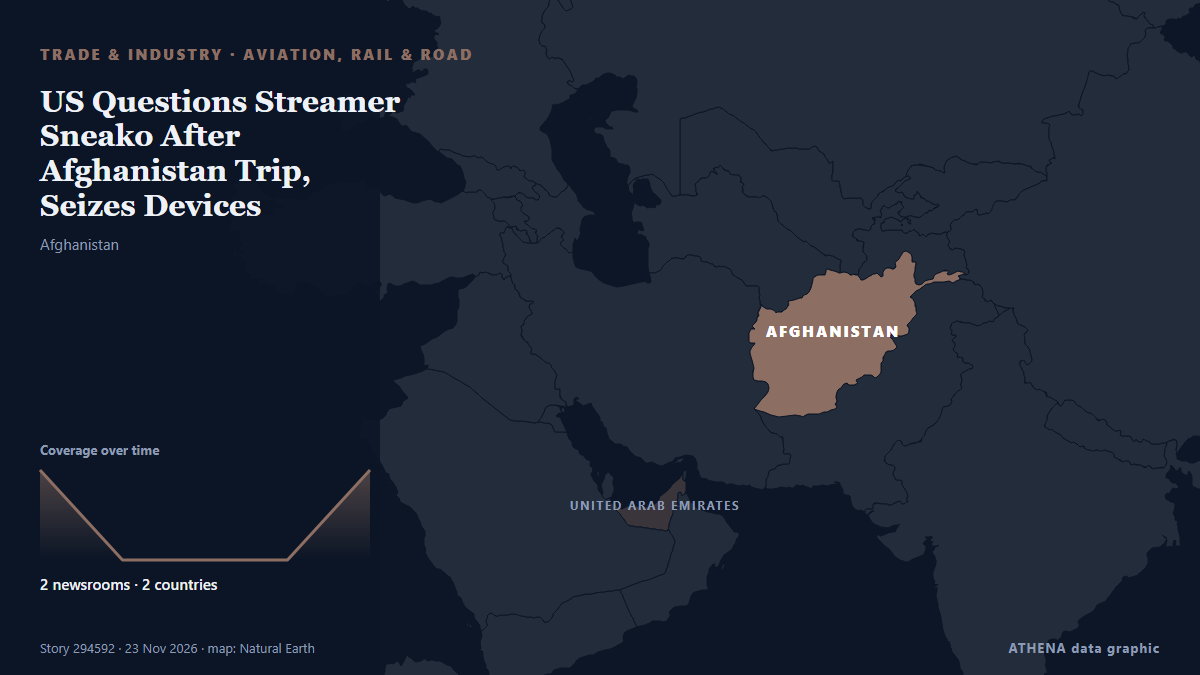 TRADE & INDUSTRY · AVIATION, RAIL & ROAD
US Questions Streamer
Sneako After
Afghanistan Trip,
Seizes Devices
Afghanistan
AFGHANISTAN
UNITED ARAB EMIRATES
Coverage over time
2 newsrooms · 2 countries
Story 294592 · 23 Nov 2026 · map: Natural Earth
ATHENA data graphic